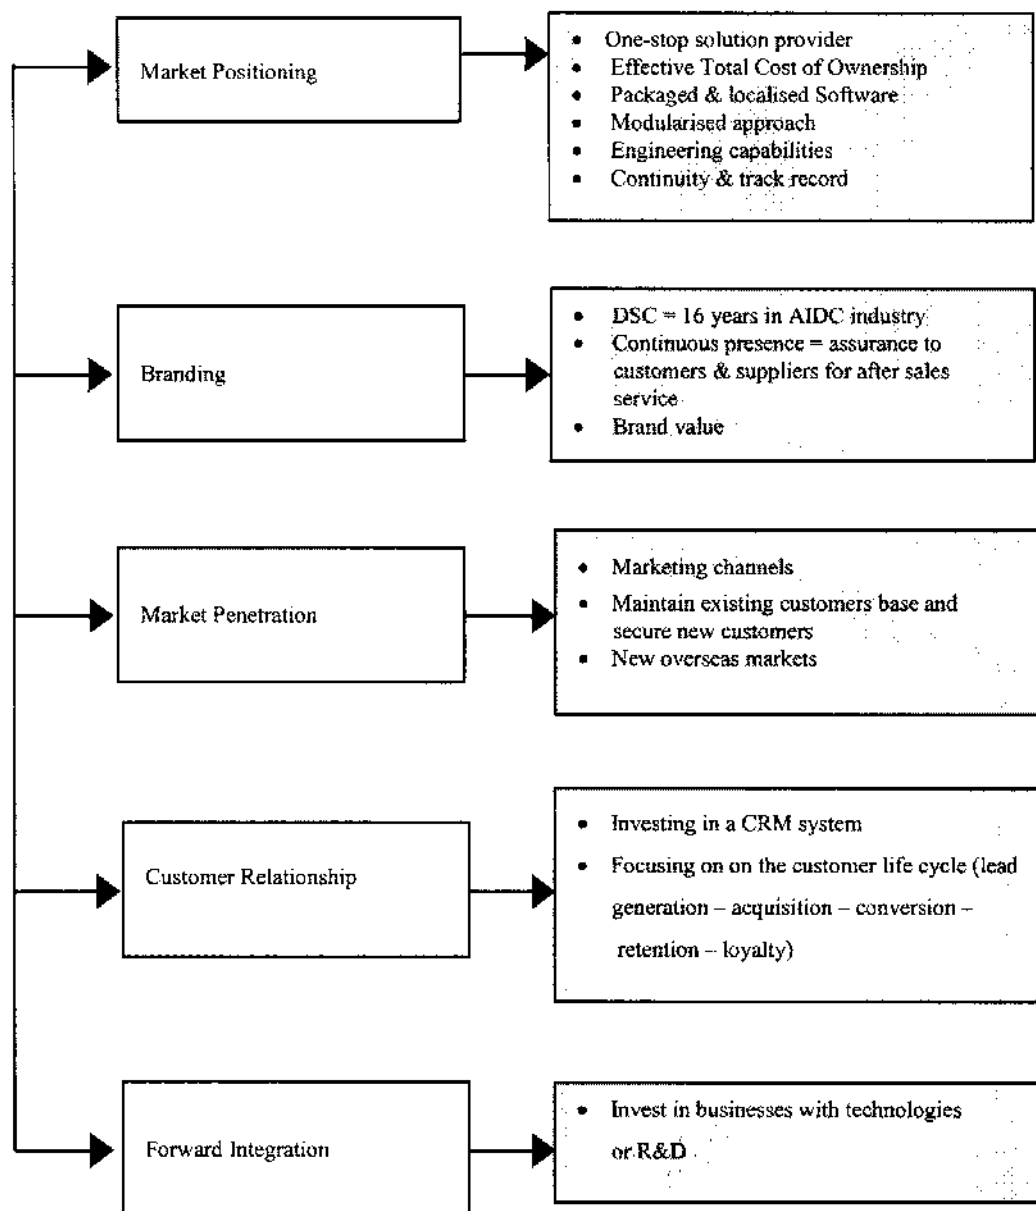 Market Positioning
• One-stop solution provider
• Effective Total Cost of Ownership
• Packaged & localised Software
• Modularised approach
• Engineering capabilities
• Continuity & track record
Branding
• DSC = 16 years in AIDC industry
• Continuous presence = assurance to
customers & suppliers for after sales
service
• Brand value
Market Penetration
• Marketing channels
• Maintain existing customers base and
secure new customers
• New overseas markets
Customer Relationship
• Investing in a CRM system
• Focusing on on the customer life cycle (lead
generation – acquisition – conversion –
retention – loyalty)
Forward Integration
• Invest in businesses with technologies
or R&D